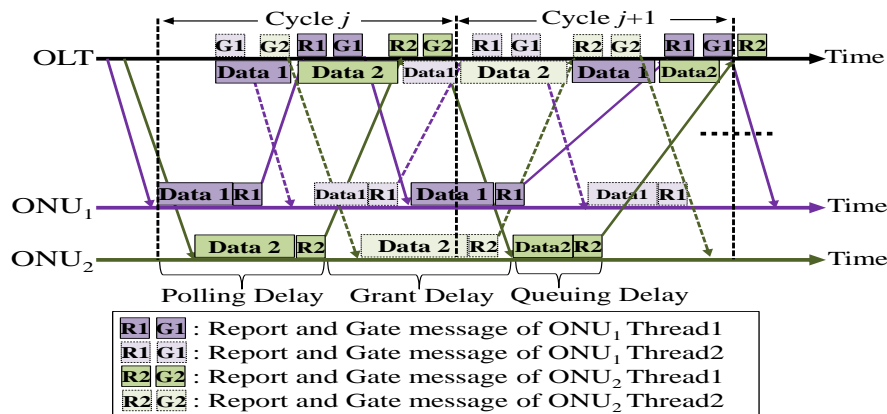 Cycle j
Cycle j+1
G1 G2 R1 G1 R2 G2 R1 G1 R2 G2 R1 G1 R2
OLT Time
Data 1 Data 2 Data1 Data 2 Data 1 Data2
ONU1 Data 1 R1 Data1 R1 Data 1 R1 Data1 R1 Time
ONU2 Data 2 R2 Data 2 R2 Data2 R2 Time
Polling Delay Grant Delay Queuing Delay
R1 G1 : Report and Gate message of ONU1 Thread1
R1 G1 : Report and Gate message of ONU1 Thread2
R2 G2 : Report and Gate message of ONU2 Thread1
R2 G2 : Report and Gate message of ONU2 Thread2